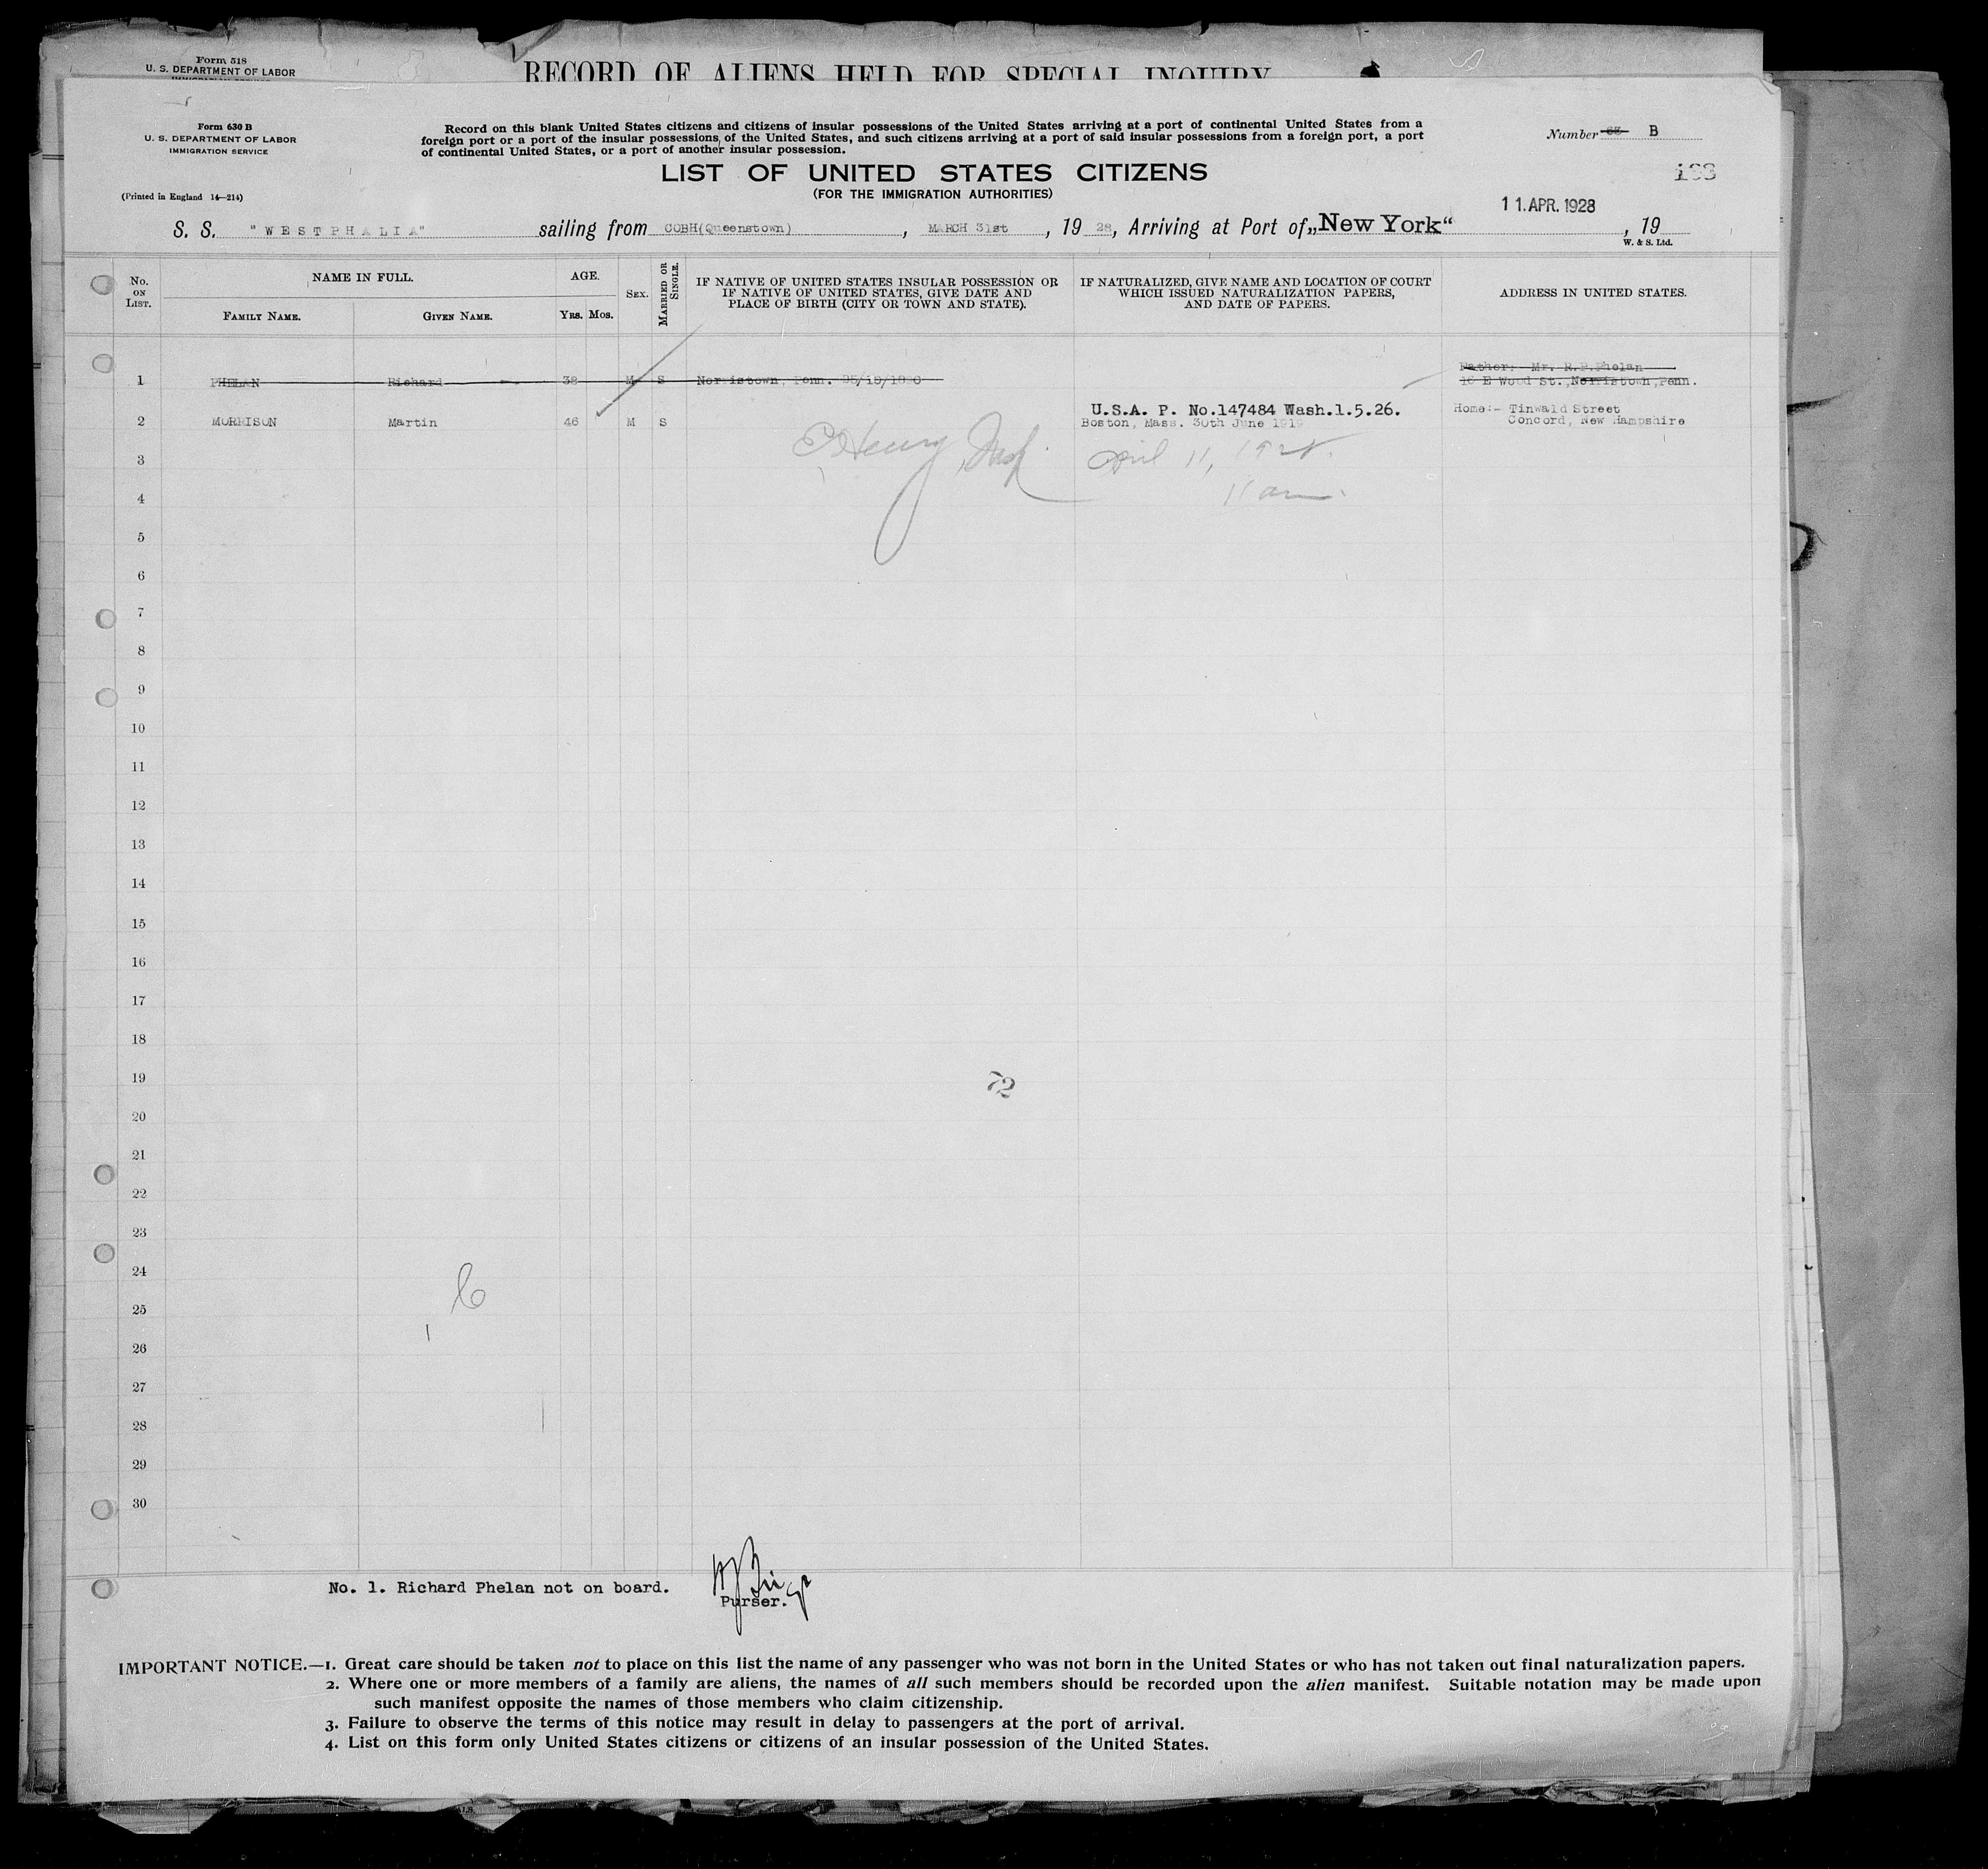 Form 518
U. S. DEPARTMENT OF LABOR
RECORD OF ALIENS HELD FOR SPECIAL INQUIRY
Form 630 B
U. S. DEPARTMENT OF LABOR
IMMIGRATION SERVICE
(Printed in England 14—214)
Record on this blank United States citizens and citizens of insular possessions of the United States arriving at a port of continental United States from a
foreign port or a port of the insular possessions of the United States, and such citizens arriving at a port of said insular possessions from a foreign port, a port
of continental United States, or a port of another insular possession.
Number B
LIST OF UNITED STATES CITIZENS
(FOR THE IMMIGRATION AUTHORITIES)
11.APR.1928
S. S. "WESTPHALIA" sailing from COBH(Queenstown), MARCH 31st, 19 28, Arriving at Port of „New York“, 19
W. & S. Ltd.
No. ON LIST.
NAME IN FULL.
FAMILY NAME.
GIVEN NAME.
AGE.
YRS. MOS.
SEX.
MARRIED OR SINGLE.
IF NATIVE OF UNITED STATES INSULAR POSSESSION OR
IF NATIVE OF UNITED STATES, GIVE DATE AND
PLACE OF BIRTH (CITY OR TOWN AND STATE).
IF NATURALIZED, GIVE NAME AND LOCATION OF COURT
WHICH ISSUED NATURALIZATION PAPERS,
AND DATE OF PAPERS.
ADDRESS IN UNITED STATES.
Father:- Mr. R.P.Phelan
1 PHELAN Richard 38 M S Norristown, Penn. E Wood St.,Norristown,Penn.
U.S.A. P. No.147484 Wash.1.5.26. Home:- Tinwald Street
2 MORRISON Martin 46 M S Boston, Mass. 30th June 1919 Concord, New Hampshire
3 Henry, Insp. April 11, 1928.
4 11 am.
5
6
7
8
9
10
11
12
13
14
15
16
17
18
19 72
20
21
22
23
24
25
26
27
28
29
30
No. 1. Richard Phelan not on board.
Purser.
IMPORTANT NOTICE.—1. Great care should be taken not to place on this list the name of any passenger who was not born in the United States or who has not taken out final naturalization papers.
2. Where one or more members of a family are aliens, the names of all such members should be recorded upon the alien manifest. Suitable notation may be made upon
such manifest opposite the names of those members who claim citizenship.
3. Failure to observe the terms of this notice may result in delay to passengers at the port of arrival.
4. List on this form only United States citizens or citizens of an insular possession of the United States.